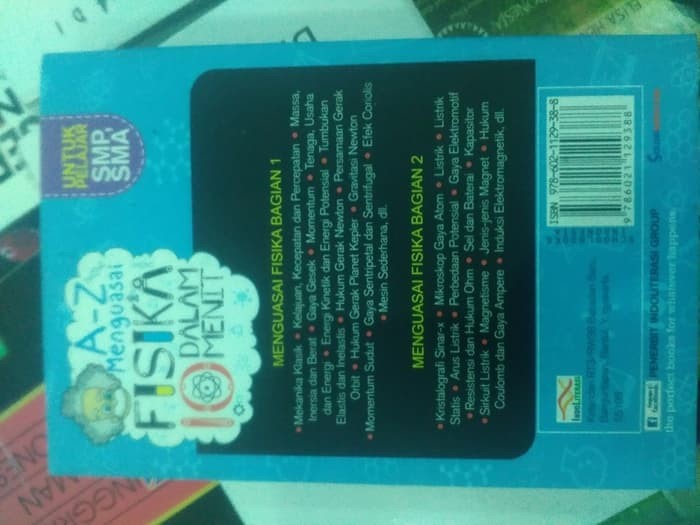 UNTUK
PELAJAR
SMP,
SMA
A-Z
Menguasai
FISIKA
DALAM
10 MENIT
MENGUASAI FISIKA BAGIAN 1
• Mekanika Klasik • Kelajuan, Kecepatan dan Percepatan • Massa,
Inersia dan Berat • Gaya Gesek • Momentum • Tenaga, Usaha
dan Energi • Energi Kinetik dan Energi Potensial • Tumbukan
Elastis dan Inelastis • Hukum Gerak Newton • Persamaan Gerak
Orbit • Hukum Gerak Planet Kepler • Gravitasi Newton
• Momentum Sudut • Gaya Sentripetal dan Sentrifugal • Efek Coriolis
• Mesin Sederhana, dll.
MENGUASAI FISIKA BAGIAN 2
• Kristalografi Sinar-x • Mikroskop Gaya Atom • Listrik • Listrik
Statis • Arus Listrik • Perbedaan Potensial • Gaya Elektromotif
• Resistensi dan Hukum Ohm • Sel dan Baterai • Kapasitor
• Sirkuit Listrik • Magnetisme • Jenis-jenis Magnet • Hukum
Coulomb dan Gaya Ampere • Induksi Elektromagnetik, dll.
ISBN 978-602-1129-38-8
9 786021 129388
PENERBIT INDOLITERASI GROUP
the perfect books for whatever happens